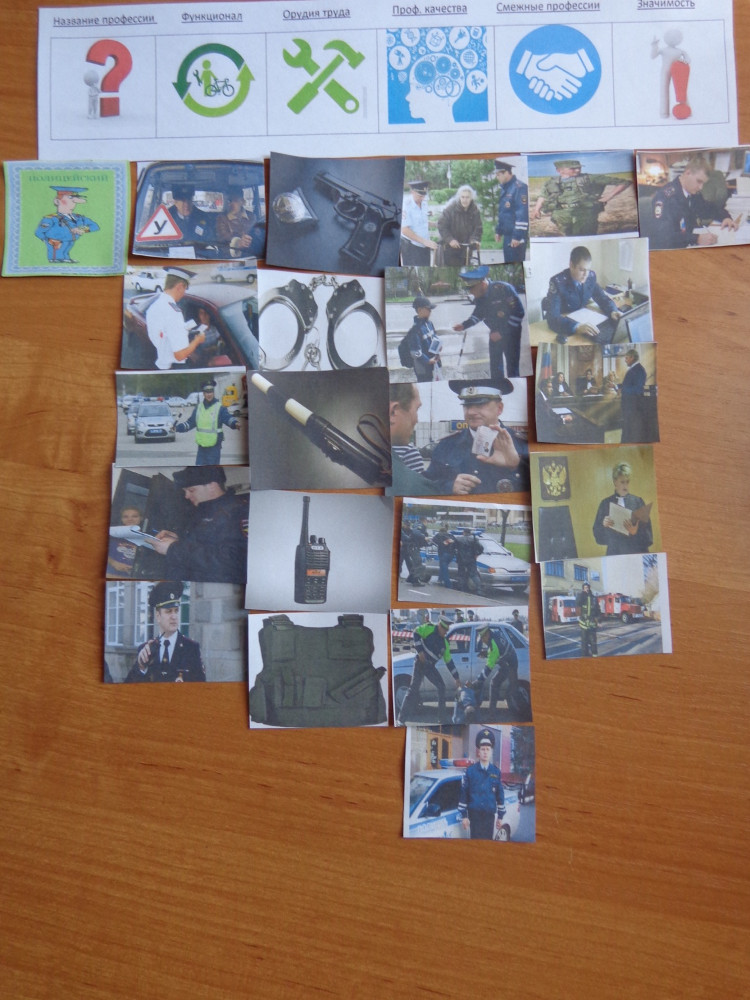 Название профессии
Функционал
Орудия труда
Проф. качества
Смежные профессии
Значимость
ПОЛИЦЕЙСКИЙ
У